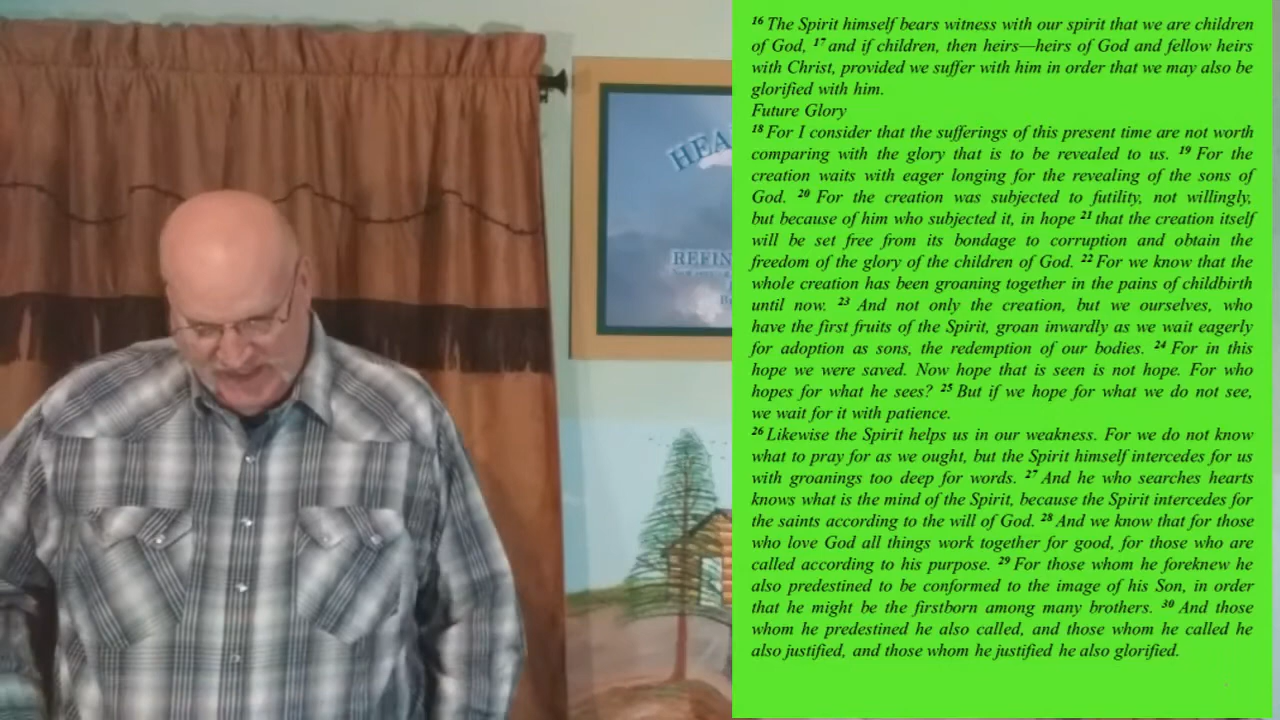 HEA
REFIN
16 The Spirit himself bears witness with our spirit that we are children
of God, 17 and if children, then heirs—heirs of God and fellow heirs
with Christ, provided we suffer with him in order that we may also be
glorified with him.
Future Glory
18 For I consider that the sufferings of this present time are not worth
comparing with the glory that is to be revealed to us. 19 For the
creation waits with eager longing for the revealing of the sons of
God. 20 For the creation was subjected to futility, not willingly,
but because of him who subjected it, in hope 21 that the creation itself
will be set free from its bondage to corruption and obtain the
freedom of the glory of the children of God. 22 For we know that the
whole creation has been groaning together in the pains of childbirth
until now. 23 And not only the creation, but we ourselves, who
have the first fruits of the Spirit, groan inwardly as we wait eagerly
for adoption as sons, the redemption of our bodies. 24 For in this
hope we were saved. Now hope that is seen is not hope. For who
hopes for what he sees? 25 But if we hope for what we do not see,
we wait for it with patience.
26 Likewise the Spirit helps us in our weakness. For we do not know
what to pray for as we ought, but the Spirit himself intercedes for us
with groanings too deep for words. 27 And he who searches hearts
knows what is the mind of the Spirit, because the Spirit intercedes for
the saints according to the will of God. 28 And we know that for those
who love God all things work together for good, for those who are
called according to his purpose. 29 For those whom he foreknew he
also predestined to be conformed to the image of his Son, in order
that he might be the firstborn among many brothers. 30 And those
whom he predestined he also called, and those whom he called he
also justified, and those whom he justified he also glorified.